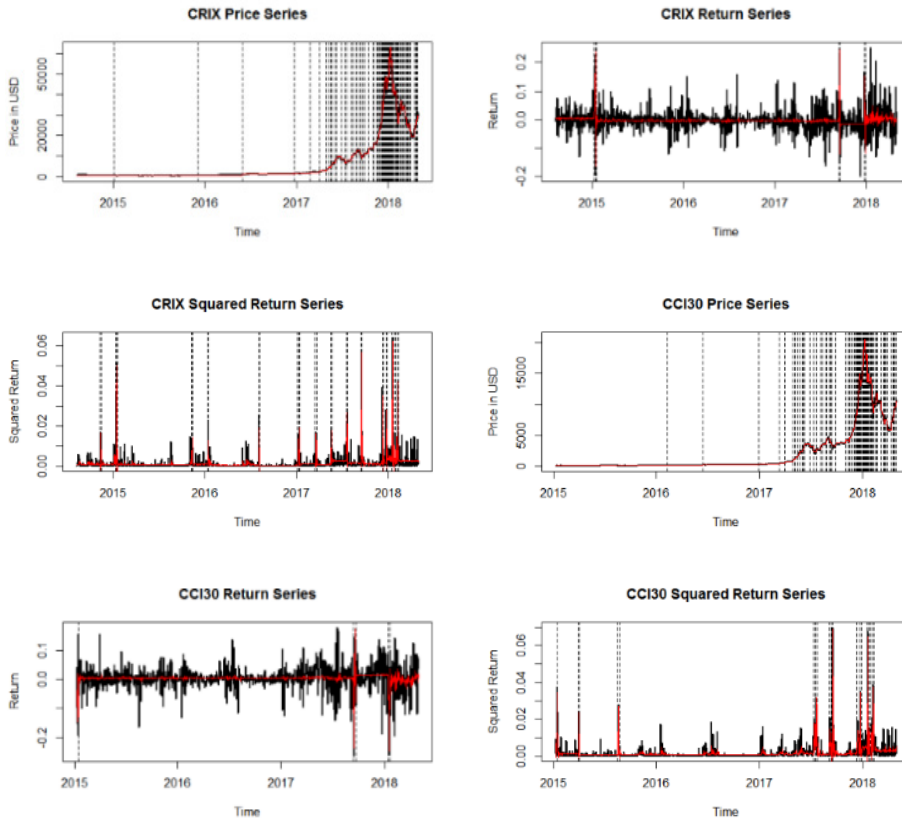 CRIX Price Series
Price in USD
0 20000 50000
2015 2016 2017 2018
Time
CRIX Return Series
Return
-0.2 0.0 0.1 0.2
2015 2016 2017 2018
Time
CRIX Squared Return Series
Squared Return
0.00 0.02 0.04 0.06
2015 2016 2017 2018
Time
CCI30 Price Series
Price in USD
0 5000 15000
2015 2016 2017 2018
Time
CCI30 Return Series
Return
-0.2 0.0 0.1
2015 2016 2017 2018
Time
CCI30 Squared Return Series
Squared Return
0.00 0.02 0.04 0.06
2015 2016 2017 2018
Time